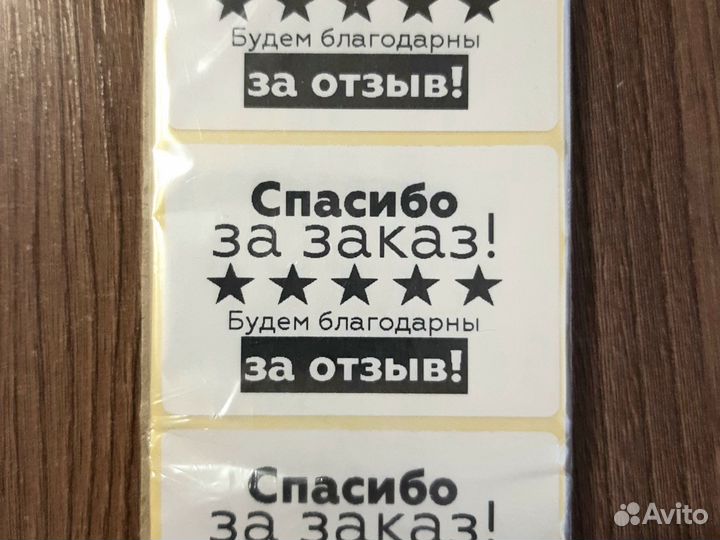 Будем благодарны
за отзыв!
Спасибо
за заказ!
Будем благодарны
за отзыв!
Спасибо
за заказ!
Avito